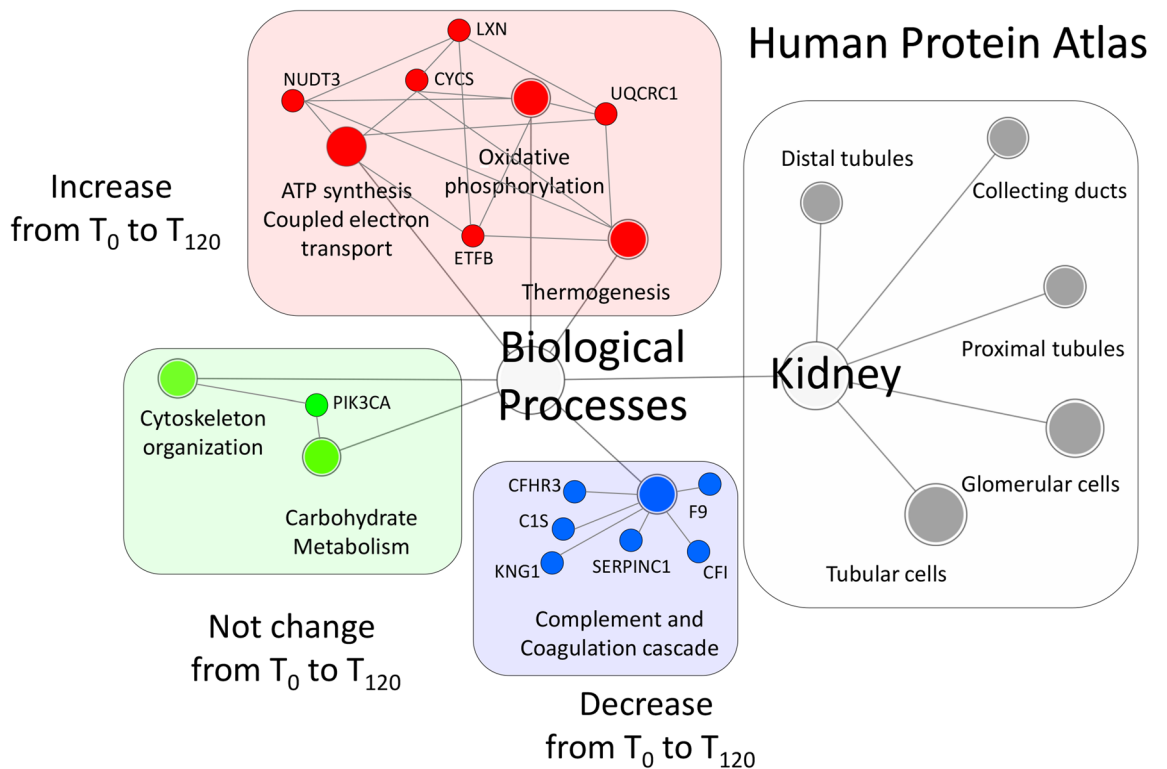 LXN
Human Protein Atlas
NUDT3
CYCS
UQCRC1
Oxidative
phosphorylation
ATP synthesis
Coupled electron
transport
ETFB
Thermogenesis
Increase
from T0 to T120
Distal tubules
Collecting ducts
Proximal tubules
Glomerular cells
Tubular cells
Kidney
Biological
Processes
PIK3CA
Cytoskeleton
organization
Carbohydrate
Metabolism
Not change
from T0 to T120
CFHR3
F9
C1S
KNG1
SERPINC1
CFI
Complement and
Coagulation cascade
Decrease
from T0 to T120